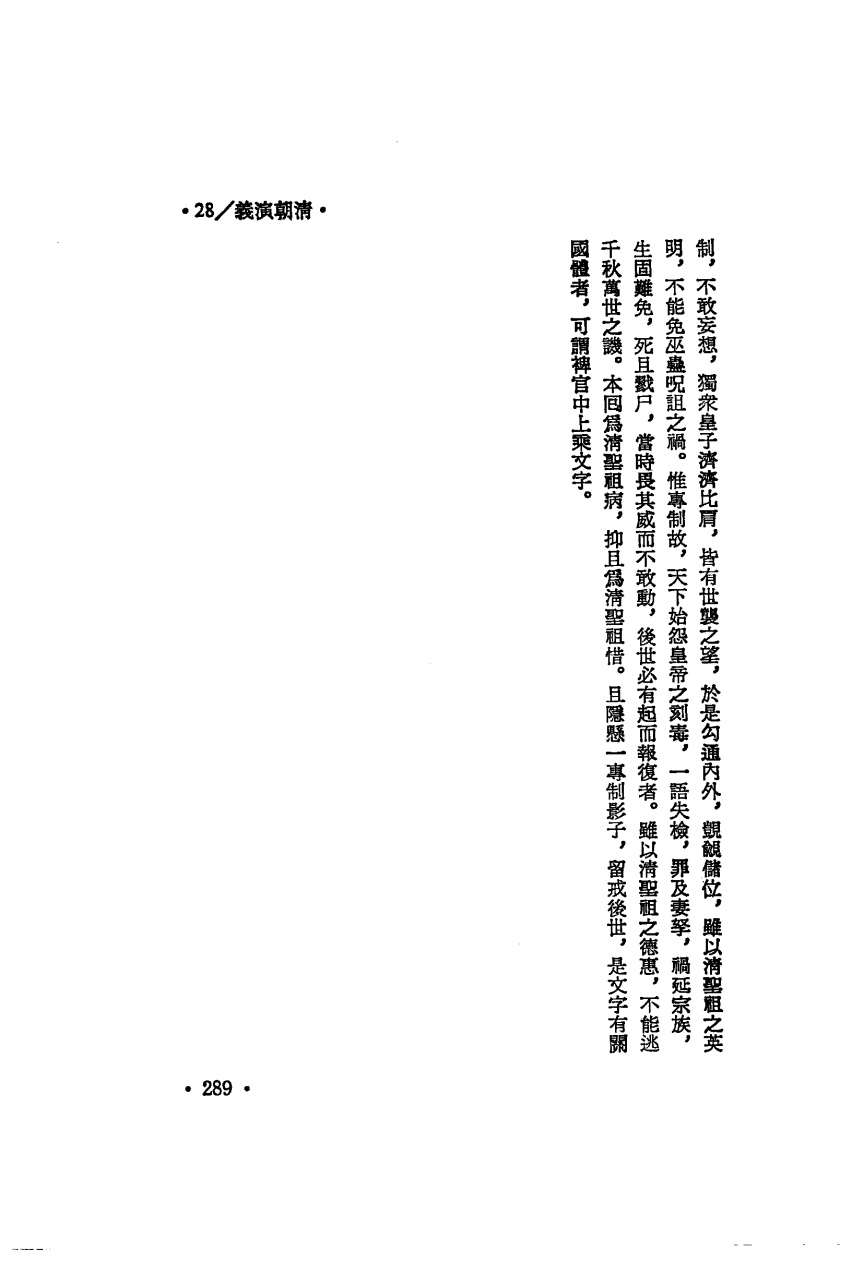 •28／義演朝清•
制，不敢妄想，獨衆皇子濟濟比肩，皆有世襲之望，於是勾通內外，覬覦儲位，雖以清聖祖之英
明，不能免巫蠱呪詛之禍。惟專制故，天下始怨皇帝之刻毒，一語失檢，罪及妻孥，禍延宗族，
生固難免，死且戮尸，當時畏其威而不敢動，後世必有起而報復者。雖以清聖祖之德惠，不能逃
千秋萬世之譏。本回爲清聖祖病，抑且爲清聖祖惜。且隱懸一專制影子，留戒後世，是文字有關
國體者，可謂裨官中上乘文字。
•289•